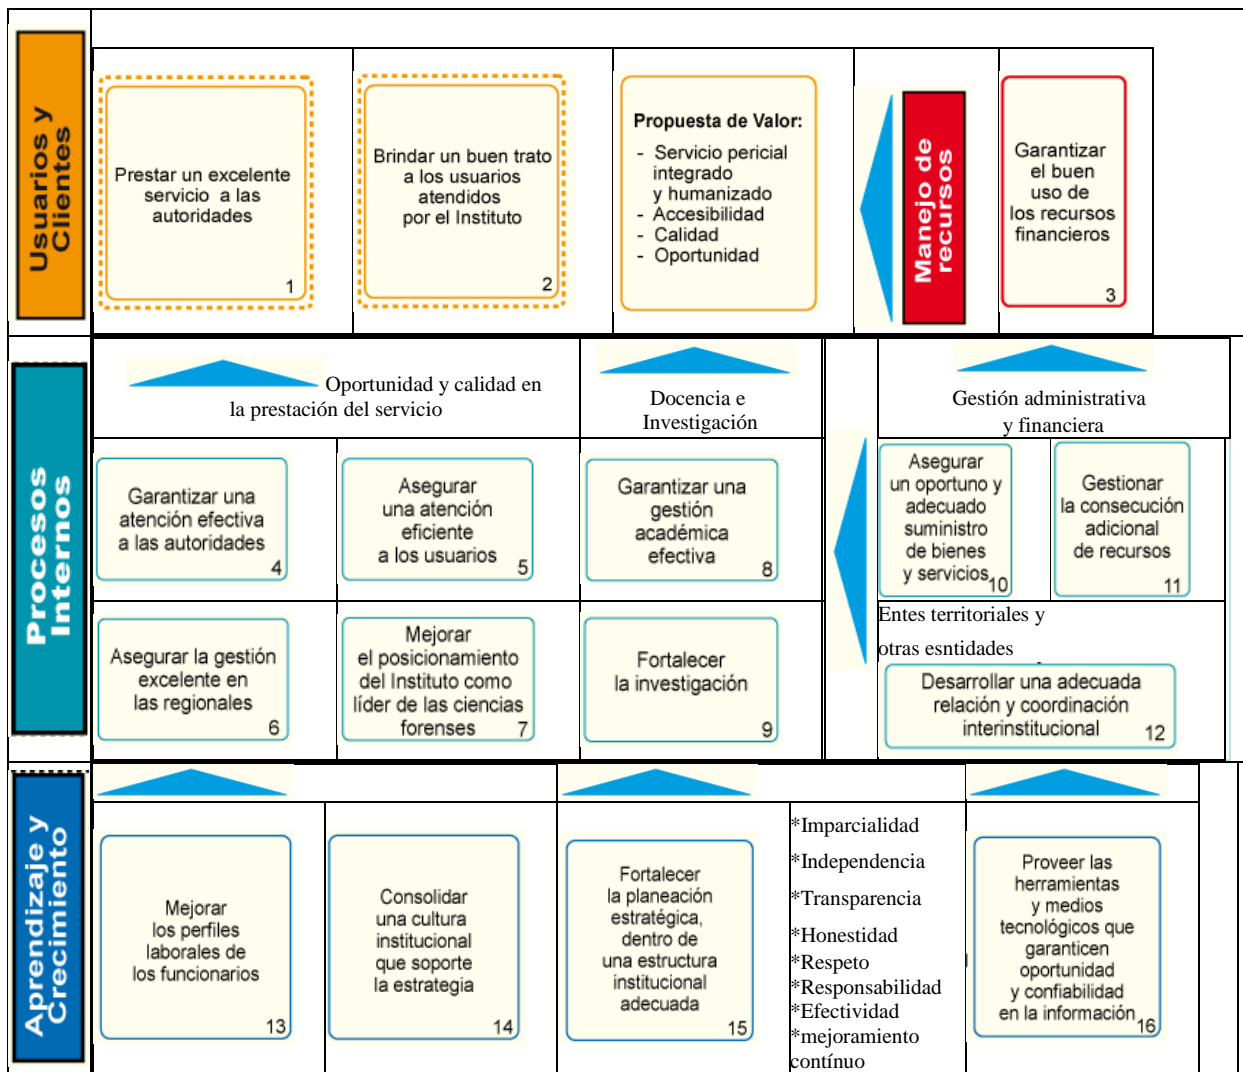 Usuarios y
Clientes
Prestar un excelente
servicio a las
autoridades
1
Brindar un buen trato
a los usuarios
atendidos
por el Instituto
2
Propuesta de Valor:
- Servicio pericial
integrado
y humanizado
- Accesibilidad
- Calidad
- Oportunidad
Manejo de
recursos
Garantizar
el buen
uso de
los recursos
financieros
3
Procesos
Internos
Oportunidad y calidad en
la prestación del servicio
Docencia e
Investigación
Gestión administrativa
y financiera
Garantizar una
atención efectiva
a las autoridades
4
Asegurar
una atención
eficiente
a los usuarios
5
Garantizar una
gestión
académica
efectiva
8
Asegurar
un oportuno y
adecuado
suministro
de bienes
y servicios
10
Gestionar
la consecución
adicional
de recursos
11
Asegurar la gestión
excelente en
las regionales
6
Mejorar
el posicionamiento
del Instituto como
líder de las ciencias
forenses
7
Fortalecer
la investigación
9
Entes territoriales y
otras esntidades
Desarrollar una adecuada
relación y coordinación
interinstitucional
12
Aprendizaje y
Crecimiento
Mejorar
los perfiles
laborales de
los funcionarios
13
Consolidar
una cultura
institucional
que soporte
la estrategia
14
Fortalecer
la planeación
estratégica,
dentro de
una estructura
institucional
adecuada
15
*Imparcialidad
*Independencia
*Transparencia
*Honestidad
*Respeto
*Responsabilidad
*Efectividad
*mejoramiento
contínuo
Proveer las
herramientas
y medios
tecnológicos que
garanticen
oportunidad
y confiabilidad
en la información
16